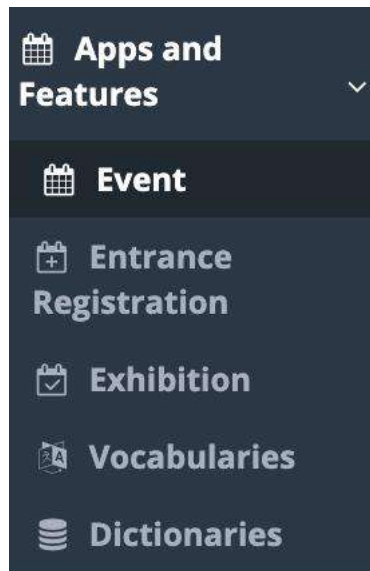 Apps and
Features
Event
Entrance
Registration
Exhibition
Vocabularies
Dictionaries